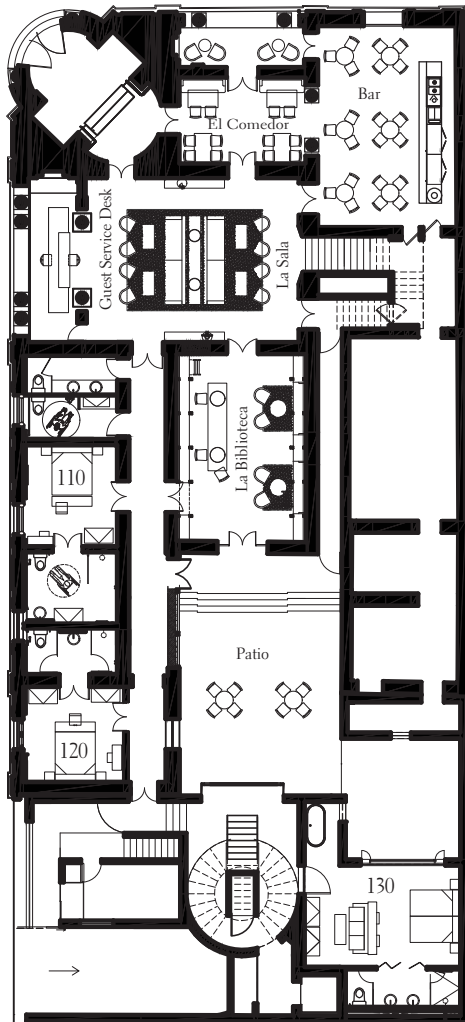 Bar
El Comedor
Guest Service Desk
La Sala
La Biblioteca
110
Patio
120
130